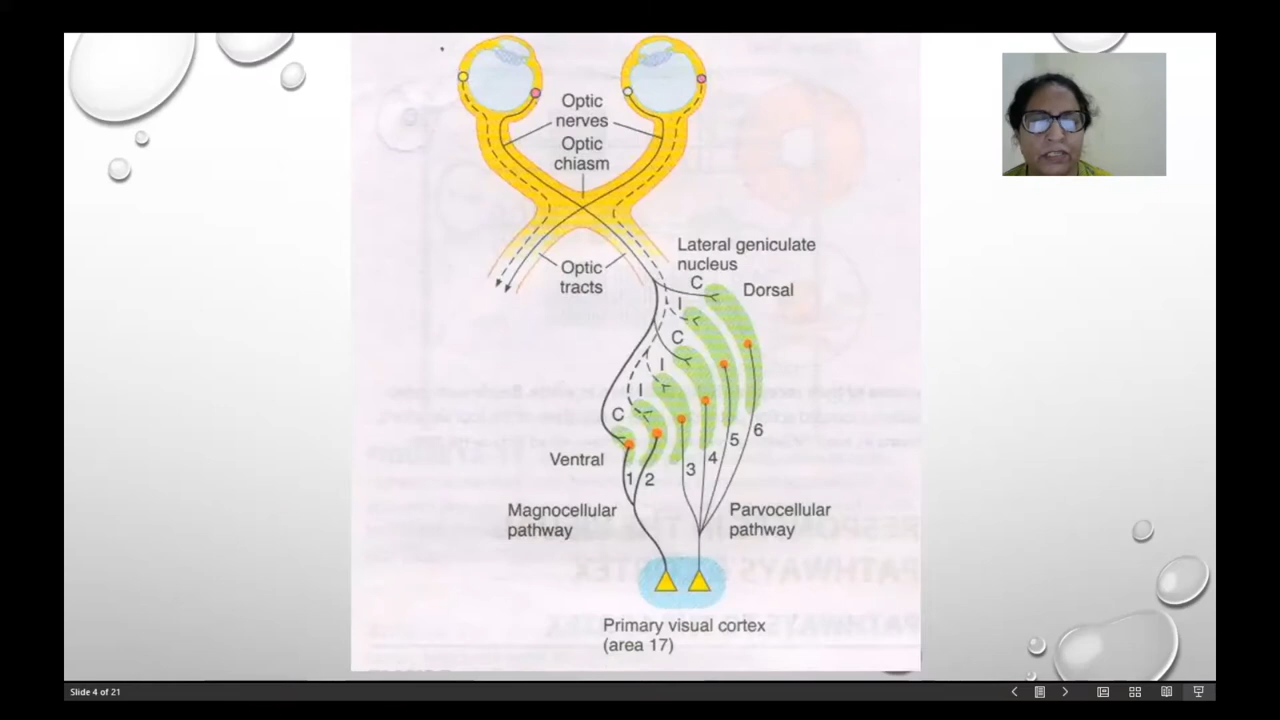 Optic
nerves
Optic
chiasm
Lateral geniculate
nucleus
Optic
tracts
C
Dorsal
I
C
I
I
C
Ventral
1
2
3
4
5
6
Magnocellular
pathway
Parvocellular
pathway
Primary visual cortex
(area 17)
Slide 4 of 21